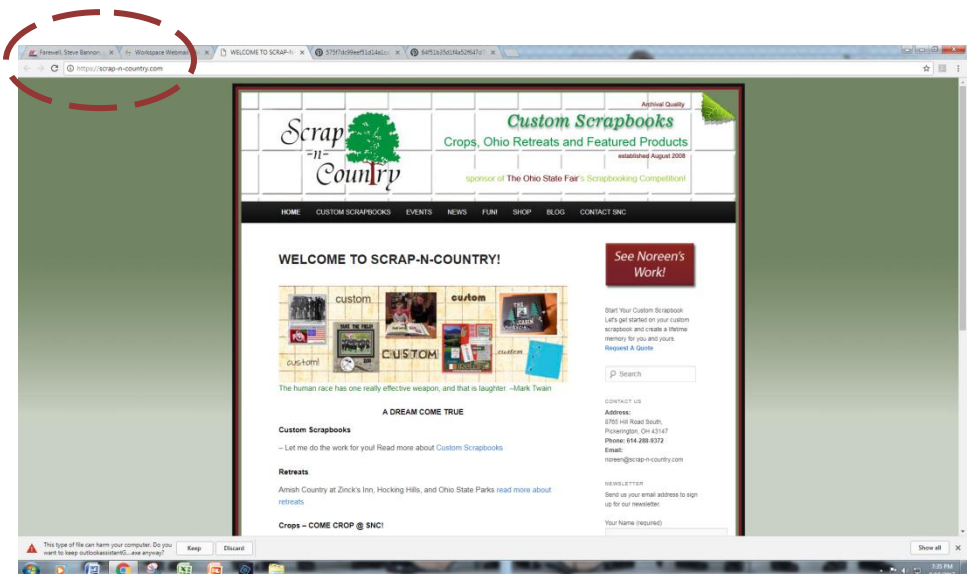 Farewell, Steve Bannon,
Workspace Webmail
WELCOME TO SCRAP-N-
https://scrap-n-country.com
Scrap
-n-
Country
Archival Quality
Custom Scrapbooks
Crops, Ohio Retreats and Featured Products
established August 2008
sponsor of The Ohio State Fair's Scrapbooking Competition!
HOME CUSTOM SCRAPBOOKS EVENTS NEWS FUN! SHOP BLOG CONTACT SNC
WELCOME TO SCRAP-N-COUNTRY!
custom
custom
TAKE THE FIELD!
custom!
CUSTOM
custom
The human race has one really effective weapon, and that is laughter. –Mark Twain
A DREAM COME TRUE
Custom Scrapbooks
– Let me do the work for you! Read more about Custom Scrapbooks
Retreats
Amish Country at Zinck's Inn, Hocking Hills, and Ohio State Parks read more about
retreats
Crops – COME CROP @ SNC!
See Noreen's
Work!
Start Your Custom Scrapbook
Let's get started on your custom
scrapbook and create a lifetime
memory for you and yours.
Request A Quote
Search
CONTACT US
Address:
Hill Road South,
Pickerington, OH 43147
Phone: 614-288-9372
Email:
noreen@scrap-n-country.com
NEWSLETTER
Send us your email address to sign
up for our newsletter.
Your Name (required)
This type of file can harm your computer. Do you
want to keep outlookassistantG...exe anyway?
Keep
Discard
Show all
7:35 PM